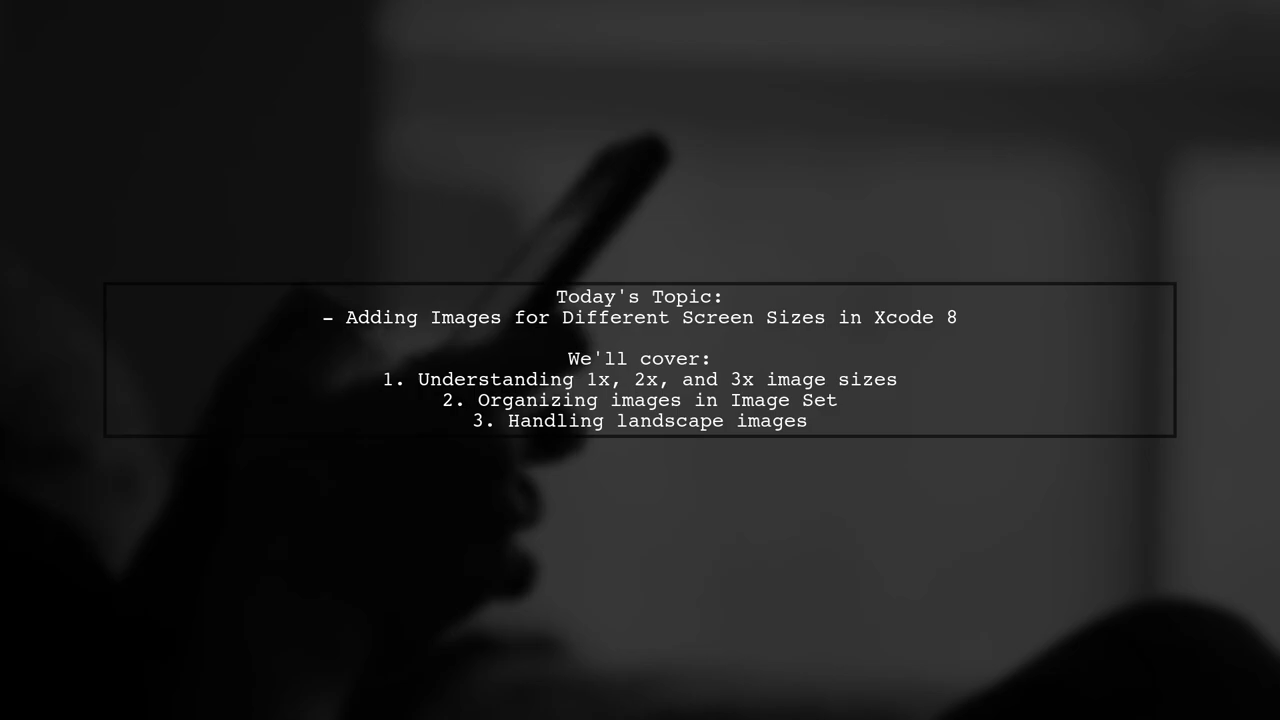 Today's Topic:
- Adding Images for Different Screen Sizes in Xcode 8
We'll cover:
1. Understanding 1x, 2x, and 3x image sizes
2. Organizing images in Image Set
3. Handling landscape images